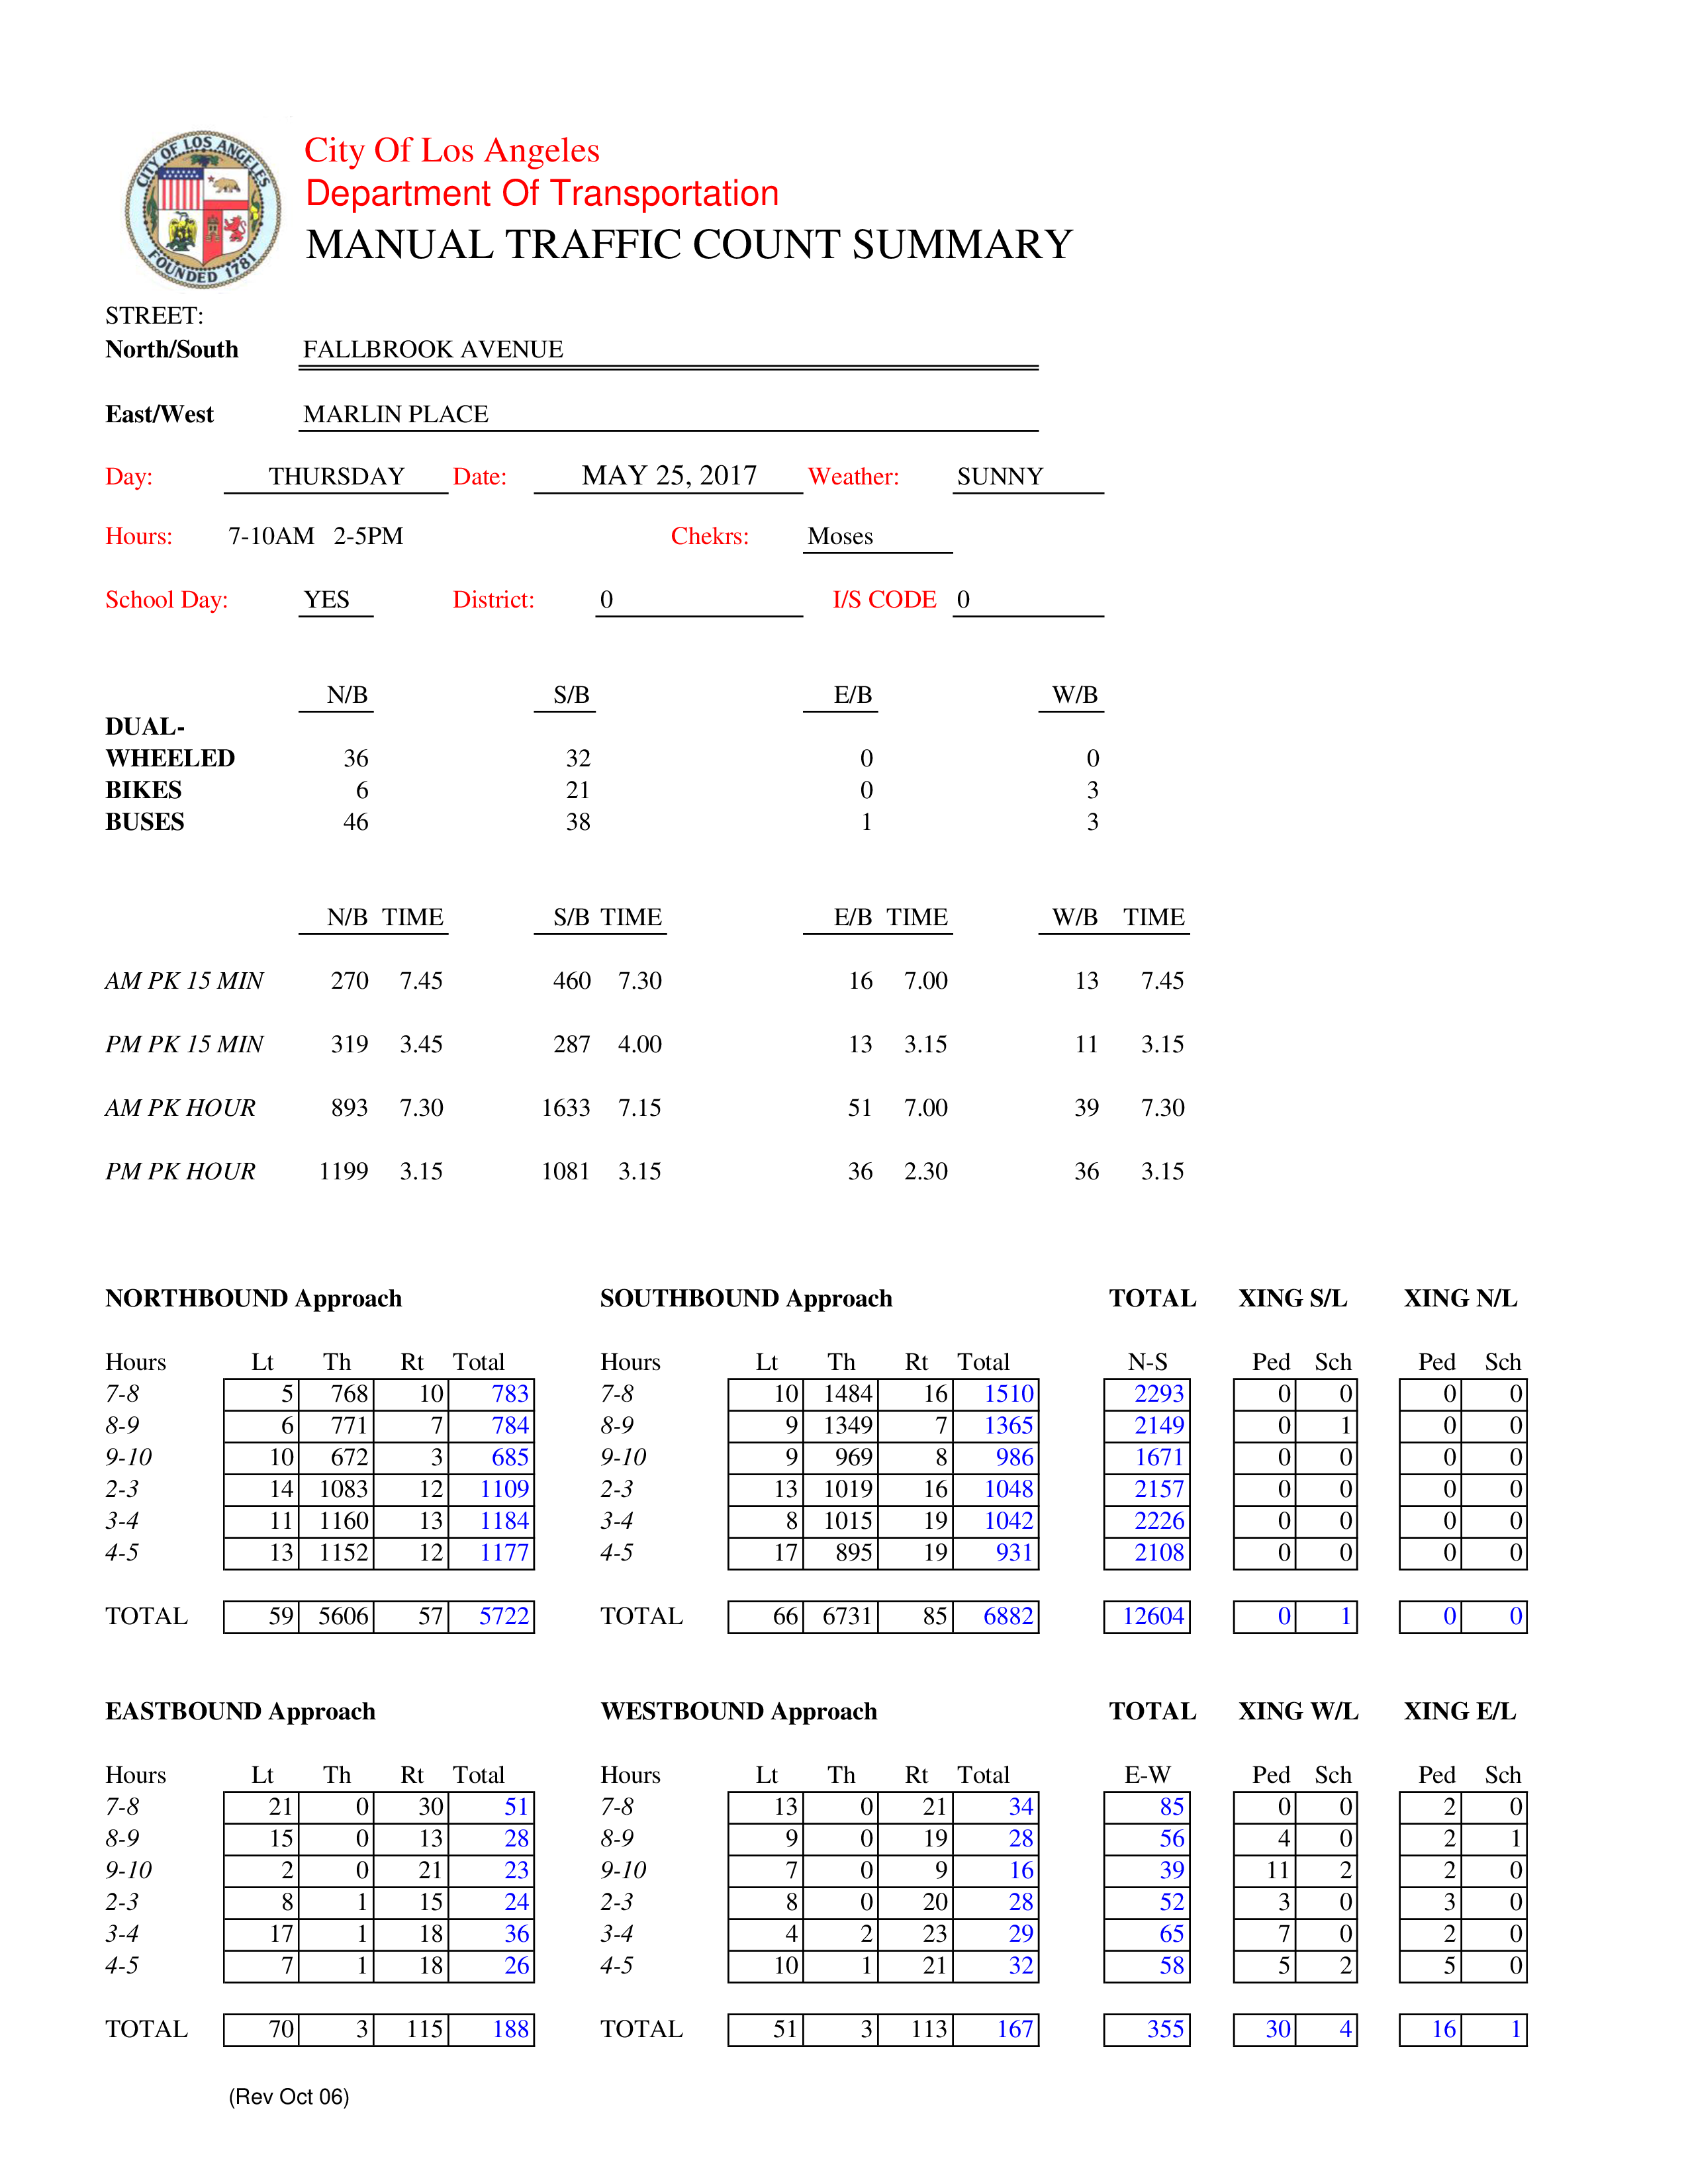 CITY OF LOS ANGELES
FOUNDED 1781
City Of Los Angeles
Department Of Transportation
MANUAL TRAFFIC COUNT SUMMARY
STREET:
North/South FALLBROOK AVENUE
East/West MARLIN PLACE
Day: THURSDAY Date: MAY 25, 2017 Weather: SUNNY
Hours: 7-10AM 2-5PM Chekrs: Moses
School Day: YES District: 0 I/S CODE 0
N/B S/B E/B W/B
DUAL-
WHEELED 36 32 0 0
BIKES 6 21 0 3
BUSES 46 38 1 3
N/B TIME S/B TIME E/B TIME W/B TIME
AM PK 15 MIN 270 7.45 460 7.30 16 7.00 13 7.45
PM PK 15 MIN 319 3.45 287 4.00 13 3.15 11 3.15
AM PK HOUR 893 7.30 1633 7.15 51 7.00 39 7.30
PM PK HOUR 1199 3.15 1081 3.15 36 2.30 36 3.15
NORTHBOUND Approach SOUTHBOUND Approach TOTAL XING S/L XING N/L
Hours Lt Th Rt Total Hours Lt Th Rt Total N-S Ped Sch Ped Sch
7-8 5 768 10 783 7-8 10 1484 16 1510 2293 0 0 0 0
8-9 6 771 7 784 8-9 9 1349 7 1365 2149 0 1 0 0
9-10 10 672 3 685 9-10 9 969 8 986 1671 0 0 0 0
2-3 14 1083 12 1109 2-3 13 1019 16 1048 2157 0 0 0 0
3-4 11 1160 13 1184 3-4 8 1015 19 1042 2226 0 0 0 0
4-5 13 1152 12 1177 4-5 17 895 19 931 2108 0 0 0 0
TOTAL 59 5606 57 5722 TOTAL 66 6731 85 6882 12604 0 1 0 0
EASTBOUND Approach WESTBOUND Approach TOTAL XING W/L XING E/L
Hours Lt Th Rt Total Hours Lt Th Rt Total E-W Ped Sch Ped Sch
7-8 21 0 30 51 7-8 13 0 21 34 85 0 0 2 0
8-9 15 0 13 28 8-9 9 0 19 28 56 4 0 2 1
9-10 2 0 21 23 9-10 7 0 9 16 39 11 2 2 0
2-3 8 1 15 24 2-3 8 0 20 28 52 3 0 3 0
3-4 17 1 18 36 3-4 4 2 23 29 65 7 0 2 0
4-5 7 1 18 26 4-5 10 1 21 32 58 5 2 5 0
TOTAL 70 3 115 188 TOTAL 51 3 113 167 355 30 4 16 1
(Rev Oct 06)